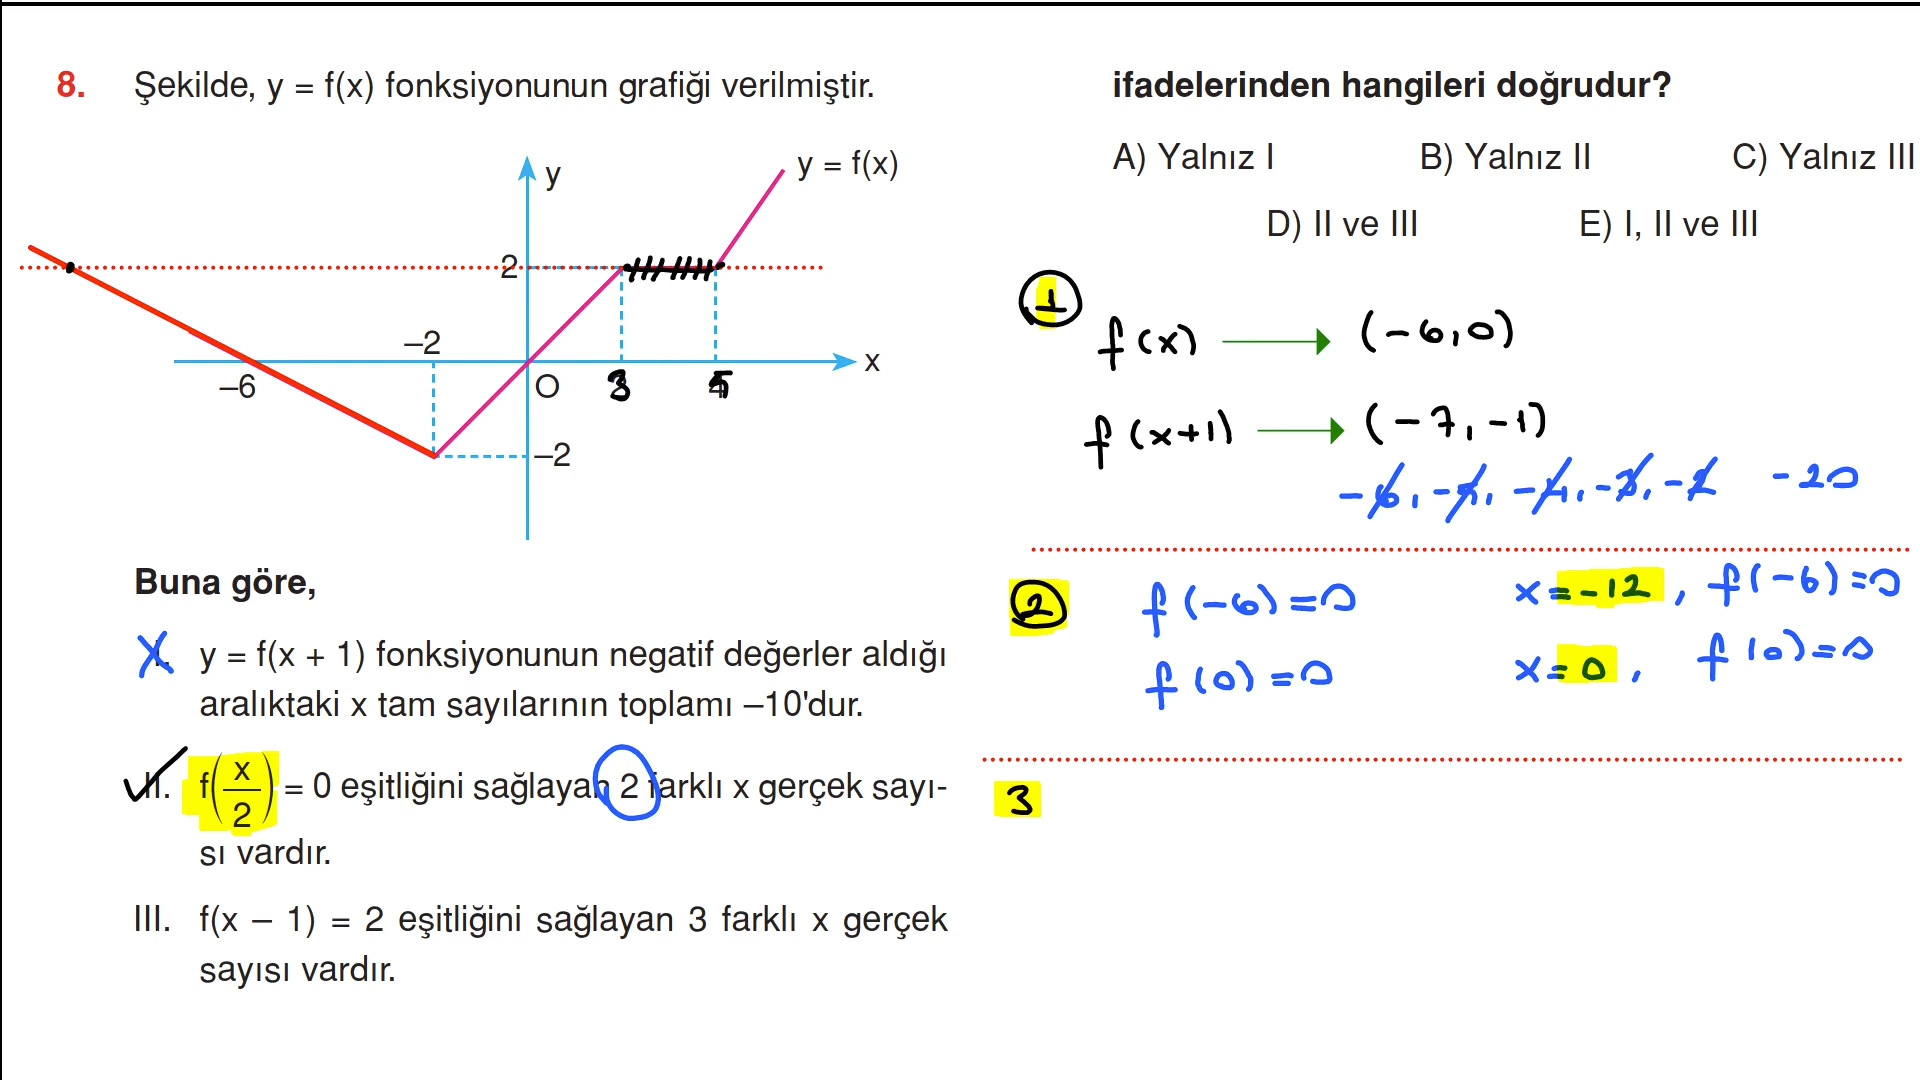 8. Şekilde, y = f(x) fonksiyonunun grafiği verilmiştir.
y
y = f(x)
2
–2
x
–6
O
3
5
–2
Buna göre,
I. y = f(x + 1) fonksiyonunun negatif değerler aldığı
aralıktaki x tam sayılarının toplamı –10'dur.
II. f(x/2) = 0 eşitliğini sağlayan 2 farklı x gerçek sayı-
sı vardır.
III. f(x – 1) = 2 eşitliğini sağlayan 3 farklı x gerçek
sayısı vardır.
ifadelerinden hangileri doğrudur?
A) Yalnız I B) Yalnız II C) Yalnız III
D) II ve III E) I, II ve III
1
f(x) → (-6,0)
f(x+1) → (-7,-1)
-6, -5, -4, -3, -2 -20
2
f(-6)=0 x=-12, f(-6)=0
f(0)=0 x=0, f(0)=0
3